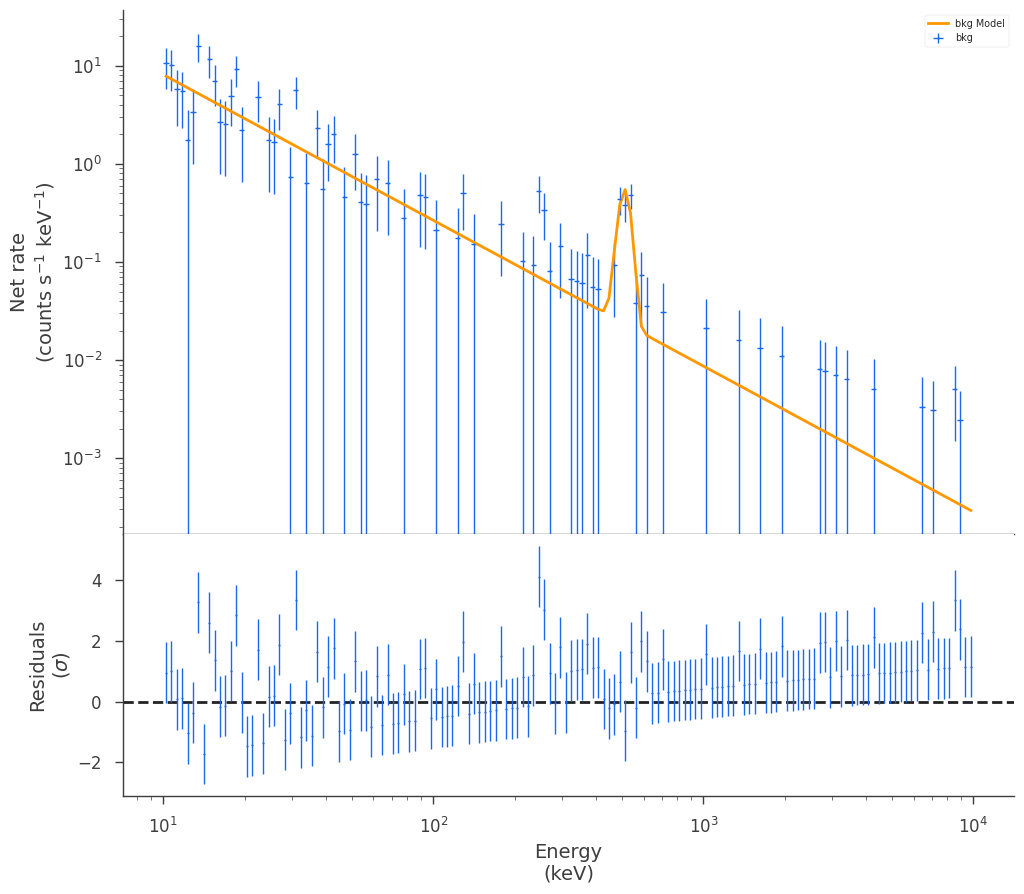 bkg Model
bkg
Net rate
(counts s⁻¹ keV⁻¹)
10¹
10⁰
10⁻¹
10⁻²
10⁻³
Residuals
(σ)
4
2
0
−2
10¹ 10² 10³ 10⁴
Energy
(keV)